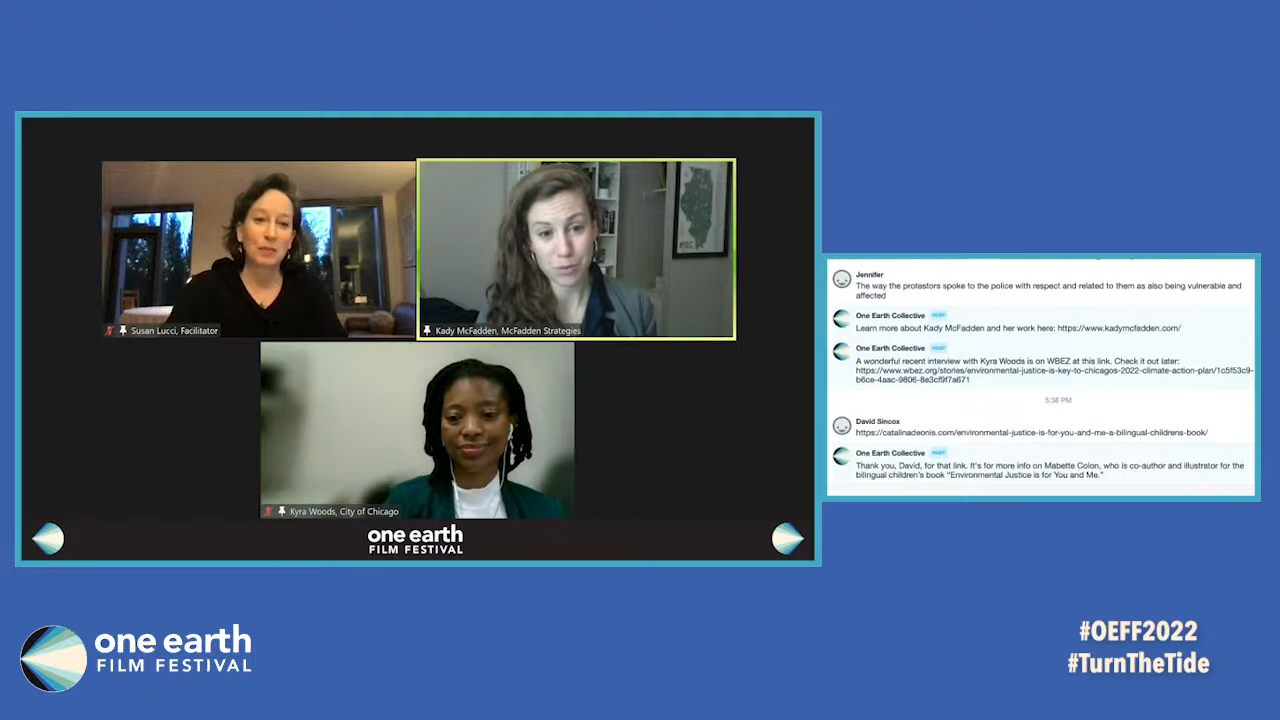 Susan Lucci, Facilitator
Kady McFadden, McFadden Strategies
Kyra Woods, City of Chicago
one earth
FILM FESTIVAL
Jennifer
The way the protestors spoke to the police with respect and related to them as also being vulnerable and
affected
One Earth Collective HOST
Learn more about Kady McFadden and her work here: https://www.kadymcfadden.com/
One Earth Collective HOST
A wonderful recent interview with Kyra Woods is on WBEZ at this link. Check it out later:
https://www.wbez.org/stories/environmental-justice-is-key-to-chicagos-2022-climate-action-plan/1c5f53c9-
b6ce-4aac-9806-8e3cf9f7a671
5:38 PM
David Sincox
https://catalinadeonis.com/environmental-justice-is-for-you-and-me-a-bilingual-childrens-book/
One Earth Collective HOST
Thank you, David, for that link. It's for more info on Mabette Colon, who is co-author and illustrator for the
bilingual children's book "Environmental Justice is for You and Me."
one earth
FILM FESTIVAL
#OEFF2022
#TurnTheTide